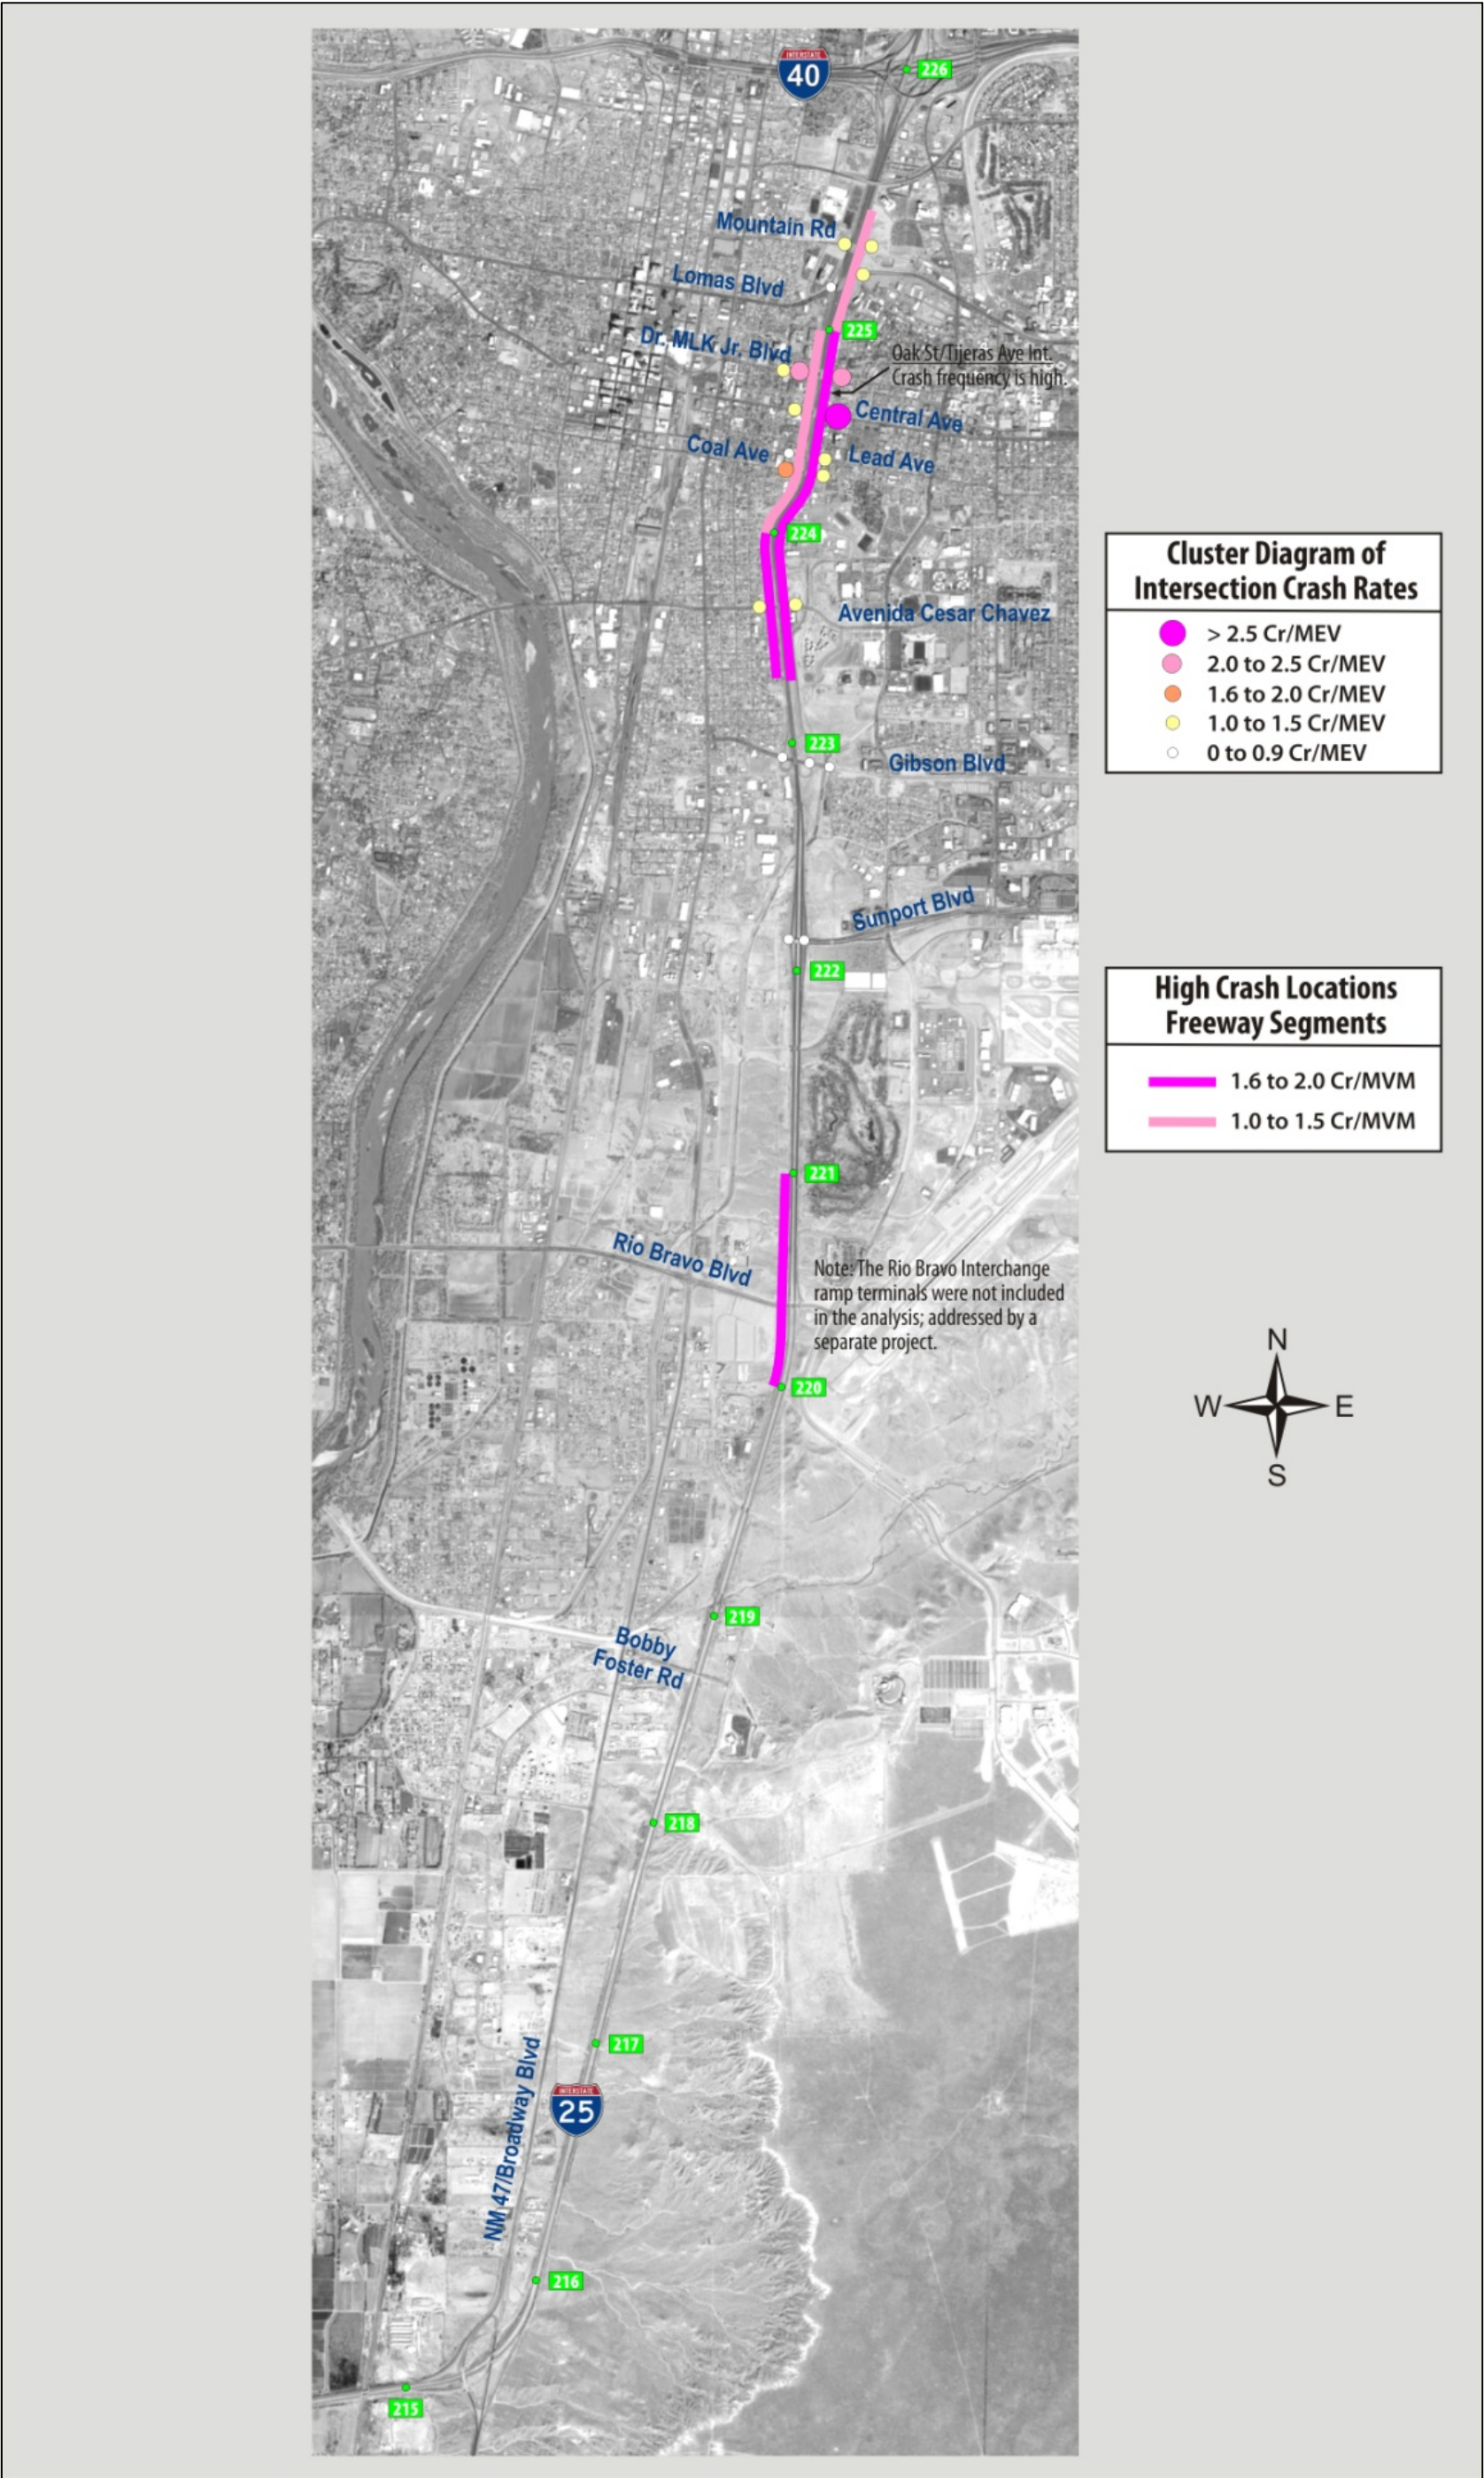 INTERSTATE
40
226
Mountain Rd
Lomas Blvd
225
Dr. MLK Jr. Blvd
Oak St/Tijeras Ave Int.
Crash frequency is high.
Central Ave
Coal Ave
Lead Ave
224
Avenida Cesar Chavez
223
Gibson Blvd
Sunport Blvd
222
221
Rio Bravo Blvd
Note: The Rio Bravo Interchange
ramp terminals were not included
in the analysis; addressed by a
separate project.
220
219
Bobby
Foster Rd
218
217
INTERSTATE
25
NM 47/Broadway Blvd
216
215
Cluster Diagram of
Intersection Crash Rates
> 2.5 Cr/MEV
2.0 to 2.5 Cr/MEV
1.6 to 2.0 Cr/MEV
1.0 to 1.5 Cr/MEV
0 to 0.9 Cr/MEV
High Crash Locations
Freeway Segments
1.6 to 2.0 Cr/MVM
1.0 to 1.5 Cr/MVM
N
W E
S